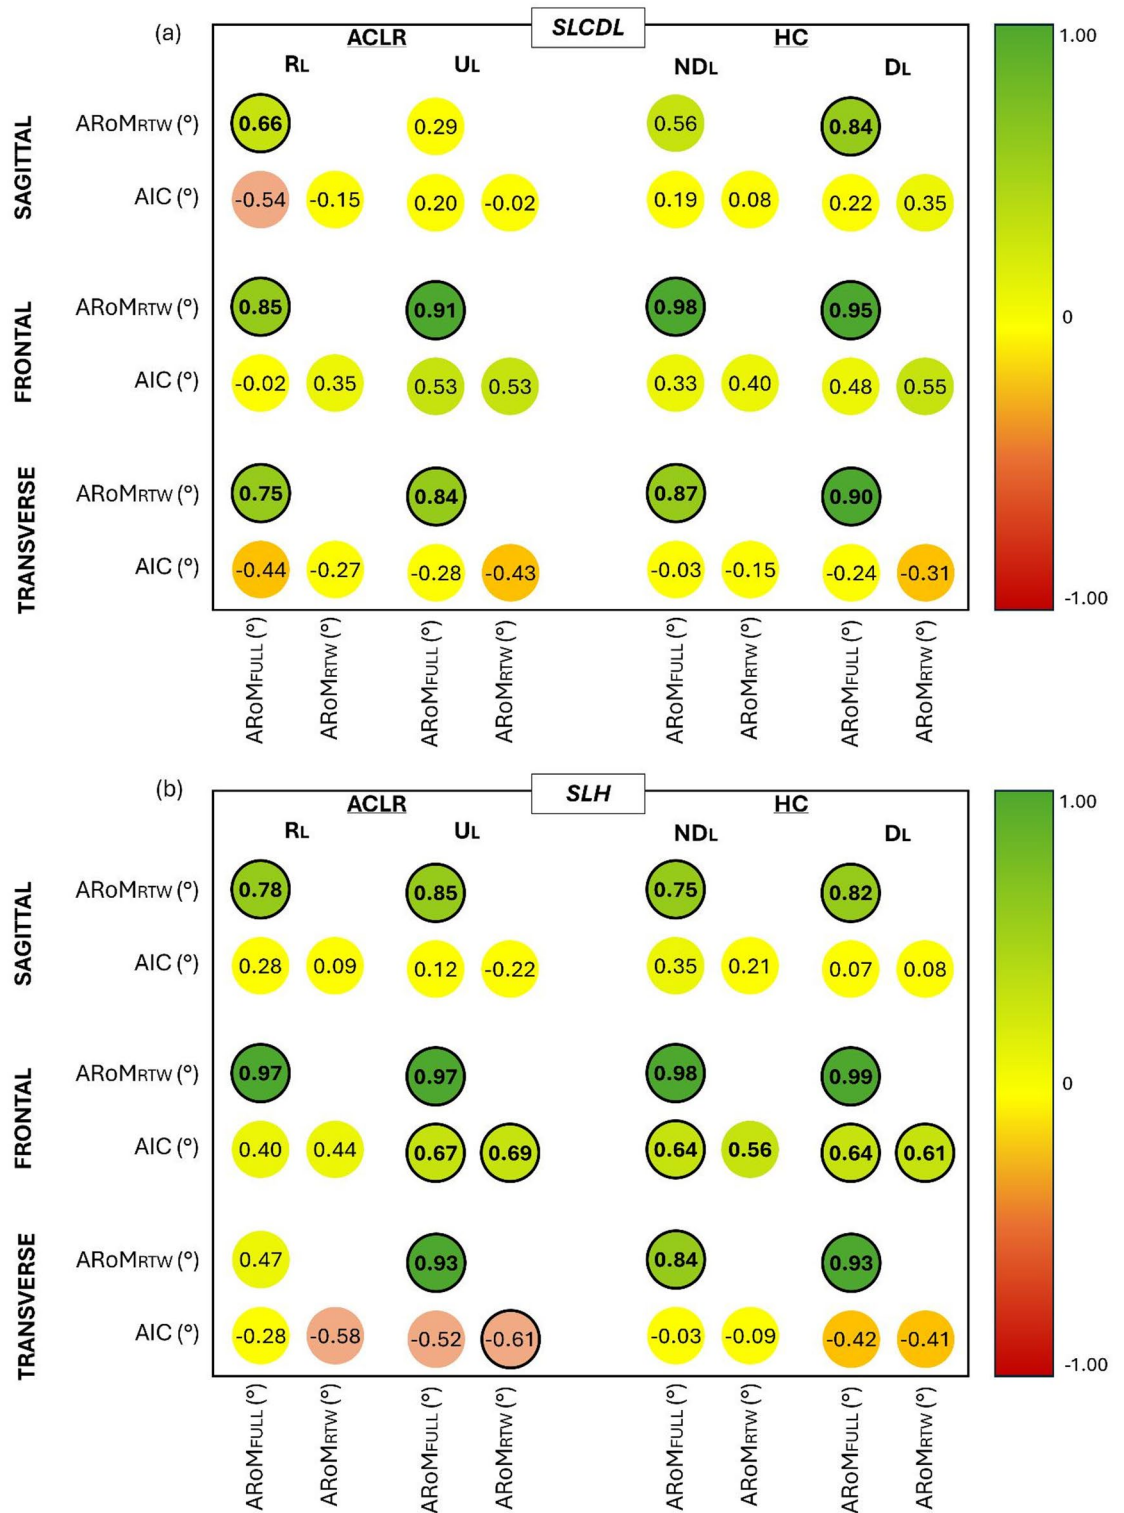 (a)
SLCDL
ACLR HC
RL UL NDL DL
1.00
SAGITTAL
ARoMRTW (°) 0.66 0.29 0.56 0.84
AIC (°) -0.54 -0.15 0.20 -0.02 0.19 0.08 0.22 0.35
0
FRONTAL
ARoMRTW (°) 0.85 0.91 0.98 0.95
AIC (°) -0.02 0.35 0.53 0.53 0.33 0.40 0.48 0.55
TRANSVERSE
ARoMRTW (°) 0.75 0.84 0.87 0.90
AIC (°) -0.44 -0.27 -0.28 -0.43 -0.03 -0.15 -0.24 -0.31
-1.00
ARoMFULL (°) ARoMRTW (°) ARoMFULL (°) ARoMRTW (°) ARoMFULL (°) ARoMRTW (°) ARoMFULL (°) ARoMRTW (°)
(b)
SLH
ACLR HC
RL UL NDL DL
1.00
SAGITTAL
ARoMRTW (°) 0.78 0.85 0.75 0.82
AIC (°) 0.28 0.09 0.12 -0.22 0.35 0.21 0.07 0.08
0
FRONTAL
ARoMRTW (°) 0.97 0.97 0.98 0.99
AIC (°) 0.40 0.44 0.67 0.69 0.64 0.56 0.64 0.61
TRANSVERSE
ARoMRTW (°) 0.47 0.93 0.84 0.93
AIC (°) -0.28 -0.58 -0.52 -0.61 -0.03 -0.09 -0.42 -0.41
-1.00
ARoMFULL (°) ARoMRTW (°) ARoMFULL (°) ARoMRTW (°) ARoMFULL (°) ARoMRTW (°) ARoMFULL (°) ARoMRTW (°)